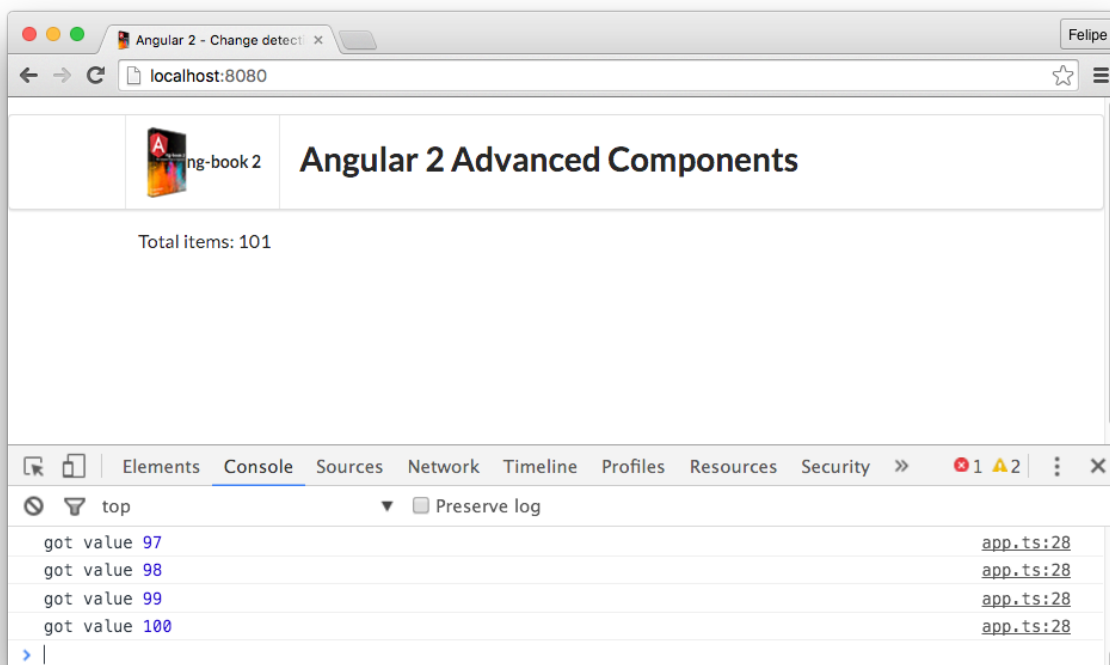 Angular 2 - Change detecti
Felipe
localhost:8080
ng-book 2
Angular 2 Advanced Components
Total items: 101
Elements Console Sources Network Timeline Profiles Resources Security » 1 2
top Preserve log
got value 97 app.ts:28
got value 98 app.ts:28
got value 99 app.ts:28
got value 100 app.ts:28